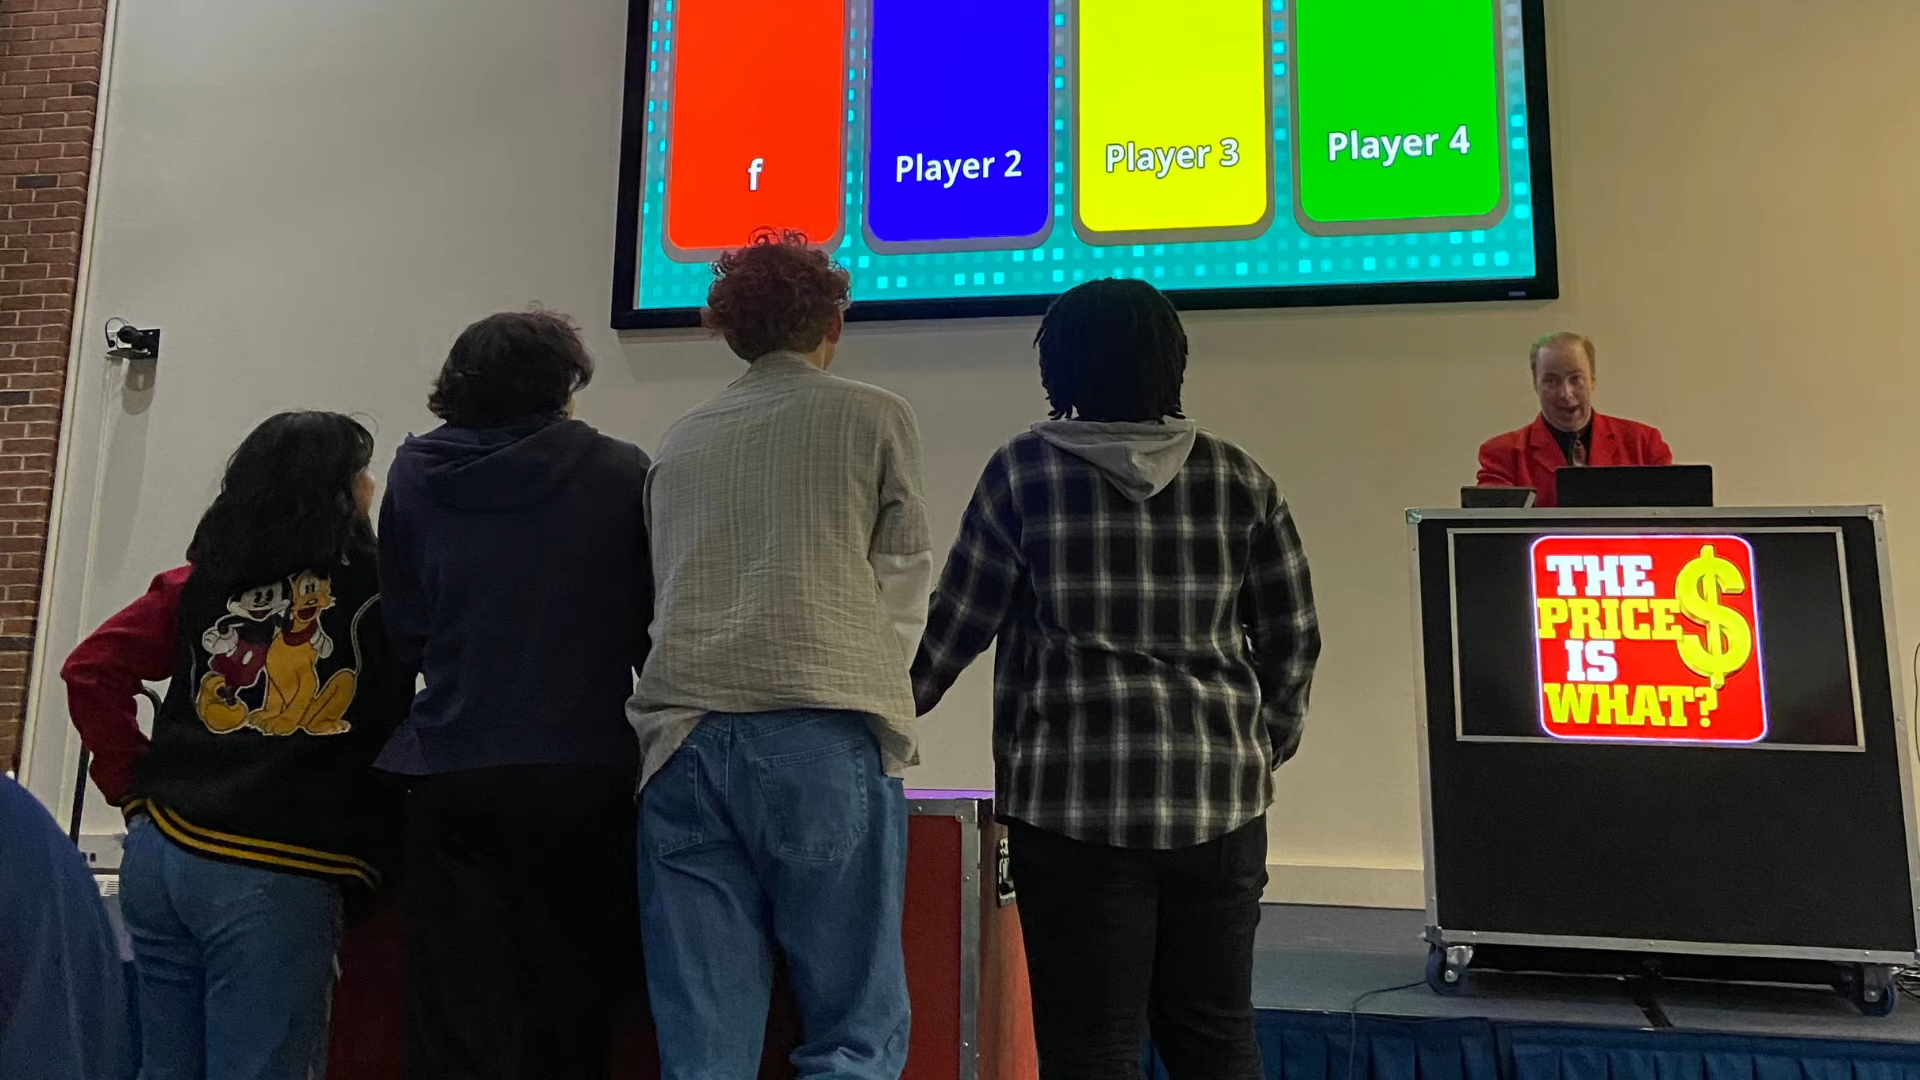 f
Player 2
Player 3
Player 4
THE
PRICE
IS
WHAT?
$